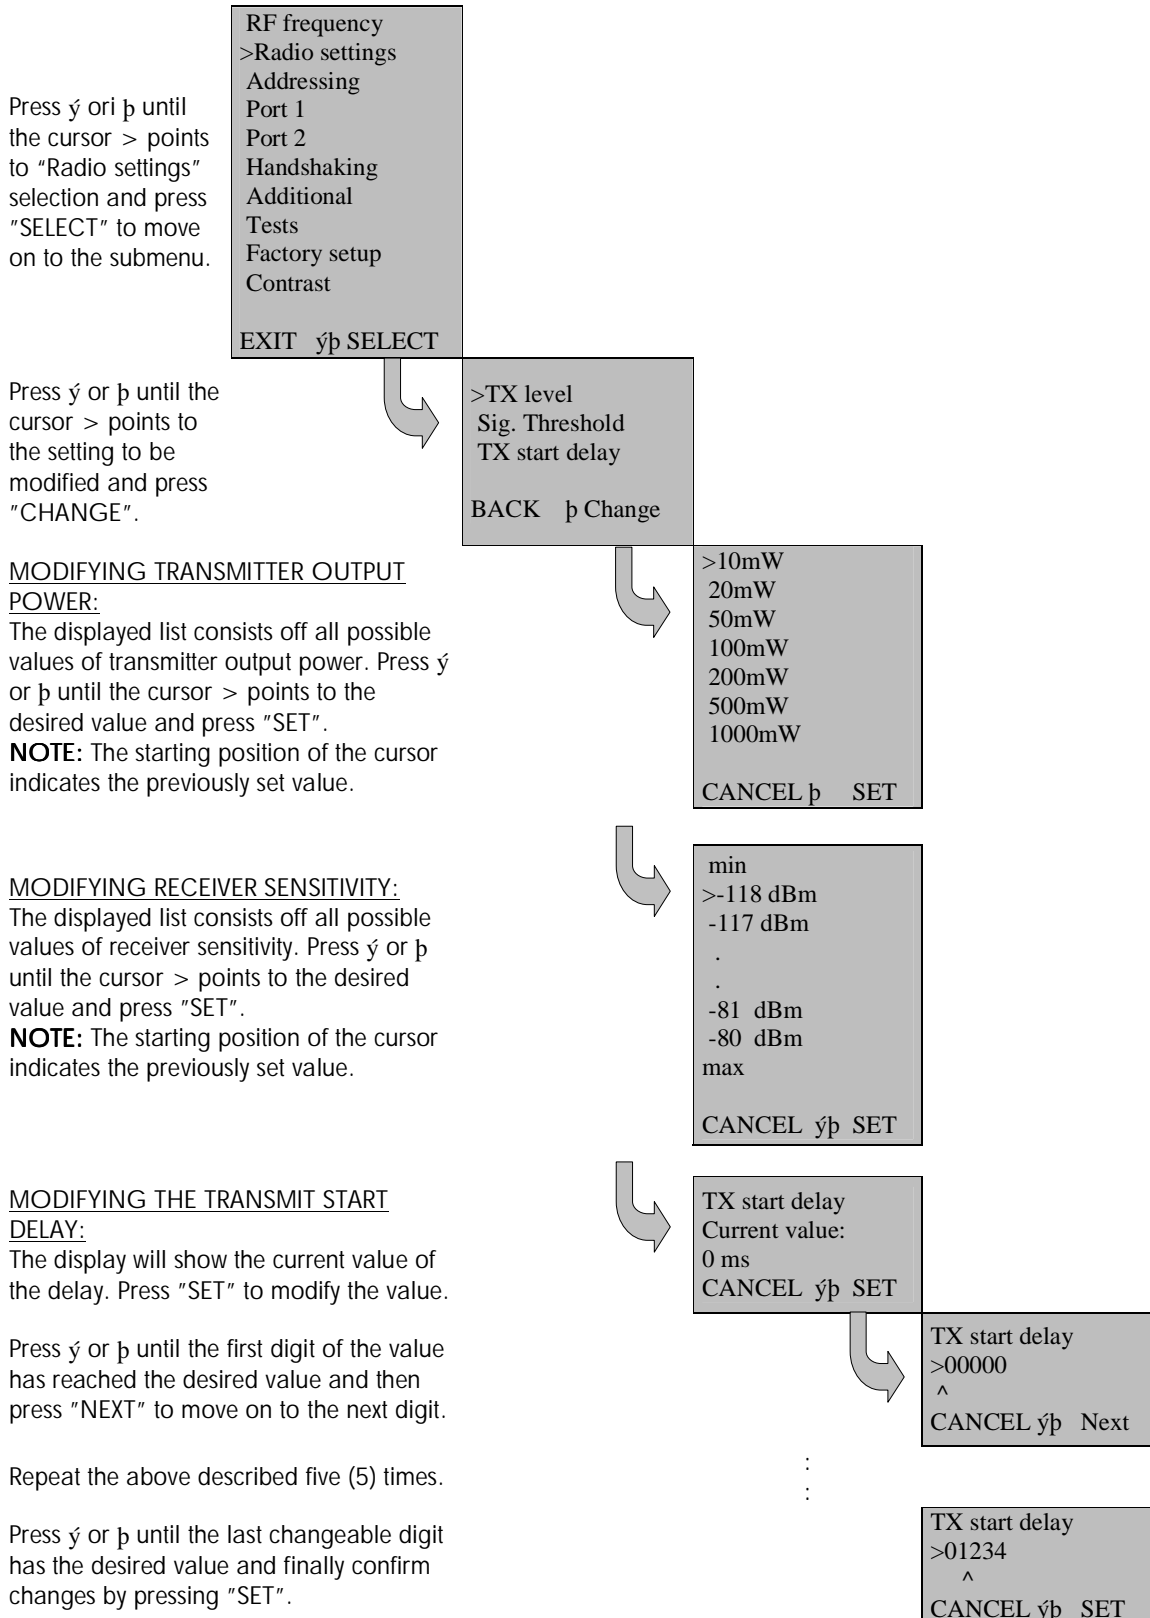 RF frequency
>Radio settings
Addressing
Port 1
Port 2
Handshaking
Additional
Tests
Factory setup
Contrast
EXIT ýþ SELECT
Press ý ori þ until
the cursor > points
to “Radio settings”
selection and press
”SELECT” to move
on to the submenu.
Press ý or þ until the
cursor > points to
the setting to be
modified and press
”CHANGE”.
>TX level
Sig. Threshold
TX start delay
BACK þ Change
MODIFYING TRANSMITTER OUTPUT
POWER:
The displayed list consists off all possible
values of transmitter output power. Press ý
or þ until the cursor > points to the
desired value and press ”SET”.
NOTE: The starting position of the cursor
indicates the previously set value.
>10mW
20mW
50mW
100mW
200mW
500mW
1000mW
CANCEL þ SET
MODIFYING RECEIVER SENSITIVITY:
The displayed list consists off all possible
values of receiver sensitivity. Press ý or þ
until the cursor > points to the desired
value and press ”SET”.
NOTE: The starting position of the cursor
indicates the previously set value.
min
>-118 dBm
-117 dBm
.
.
-81 dBm
-80 dBm
max
CANCEL ýþ SET
MODIFYING THE TRANSMIT START
DELAY:
The display will show the current value of
the delay. Press ”SET” to modify the value.
TX start delay
Current value:
0 ms
CANCEL ýþ SET
Press ý or þ until the first digit of the value
has reached the desired value and then
press ”NEXT” to move on to the next digit.
TX start delay
>00000
^
CANCEL ýþ Next
Repeat the above described five (5) times.
:
:
Press ý or þ until the last changeable digit
has the desired value and finally confirm
changes by pressing ”SET”.
TX start delay
>01234
^
CANCEL ýþ SET